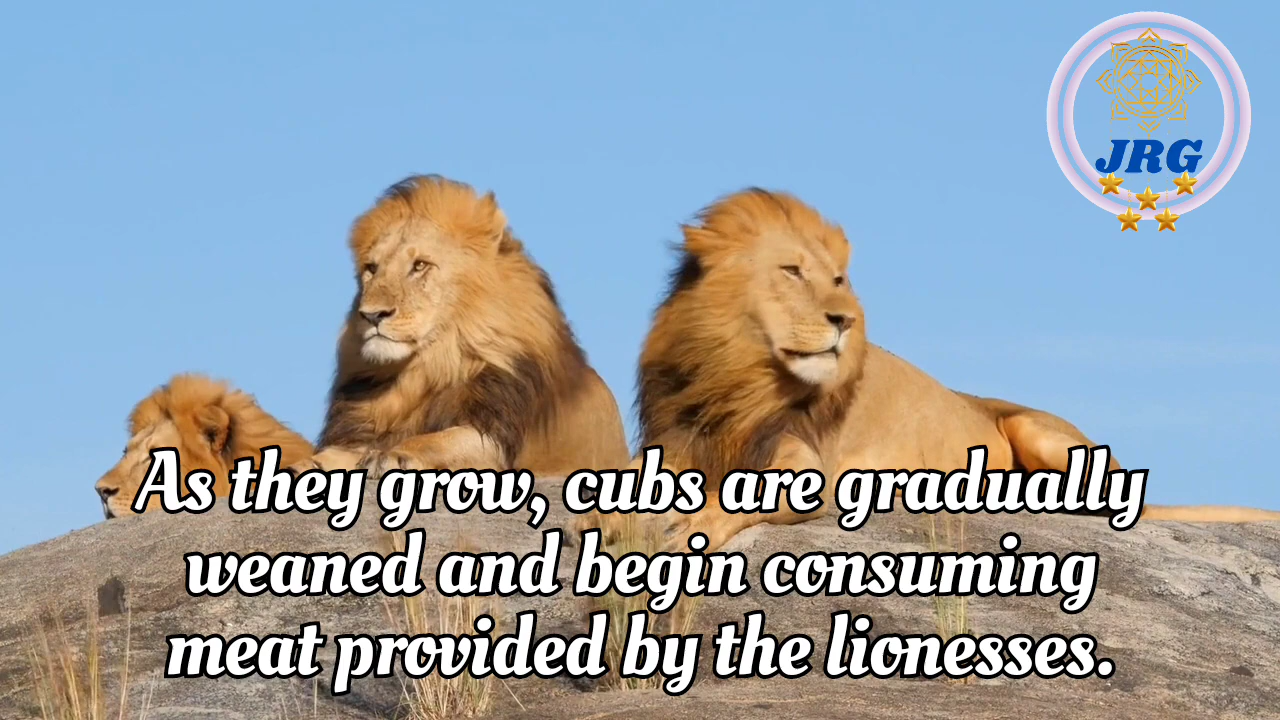 JRG
As they grow, cubs are gradually
weaned and begin consuming
meat provided by the lionesses.